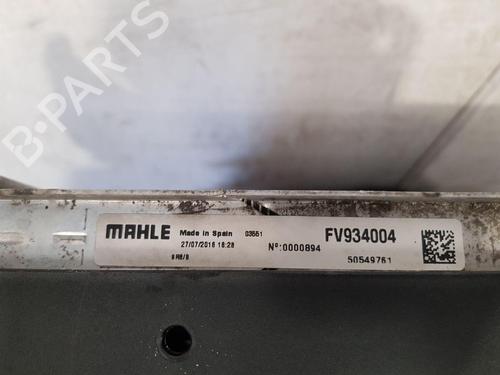 B-PARTS
MAHLE Made in Spain 03551 FV934004
27/07/2016 16:28 Nº:0000894
50549761